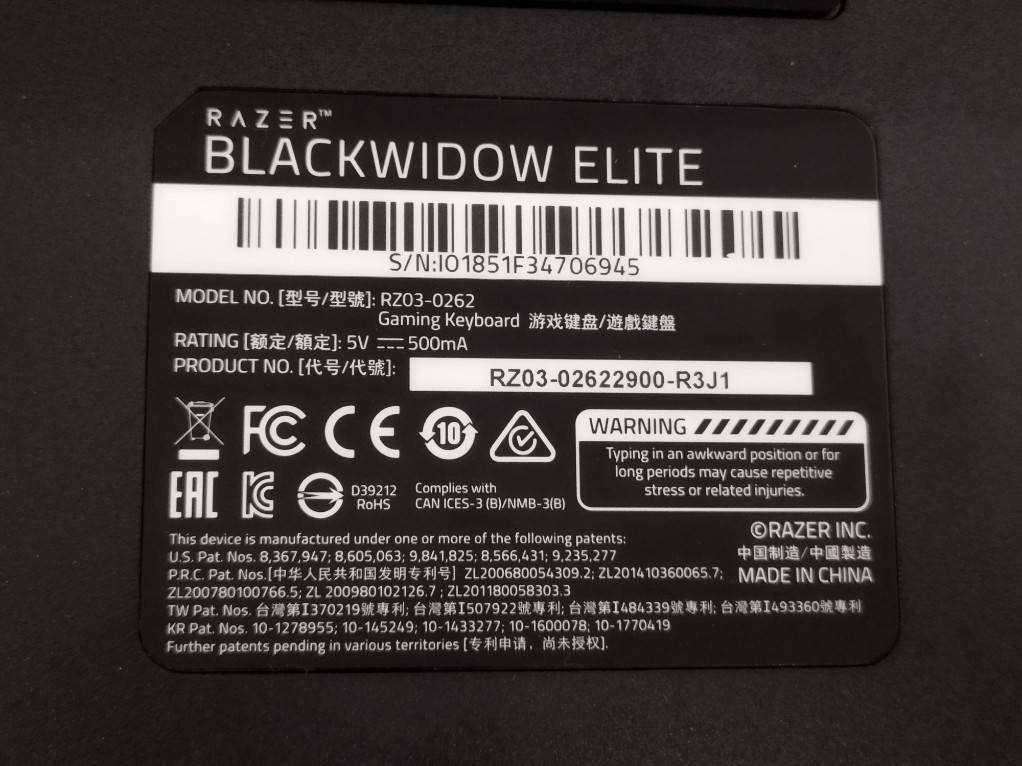 RAZER™
BLACKWIDOW ELITE
S/N:IO1851F34706945
MODEL NO. [型号/型號]: RZ03-0262
Gaming Keyboard 游戏键盘/遊戲鍵盤
RATING [额定/額定]: 5V ⎓ 500mA
PRODUCT NO. [代号/代號]: RZ03-02622900-R3J1
FC CE 10
WARNING
Typing in an awkward position or for
long periods may cause repetitive
stress or related injuries.
EAC KC D39212
RoHS
Complies with
CAN ICES-3 (B)/NMB-3(B)
©RAZER INC.
中国制造/中國製造
MADE IN CHINA
This device is manufactured under one or more of the following patents:
U.S. Pat. Nos. 8,367,947; 8,605,063; 9,841,825; 8,566,431; 9,235,277
P.R.C. Pat. Nos.[中华人民共和国发明专利号] ZL200680054309.2; ZL201410360065.7;
ZL200780100766.5; ZL 200980102126.7 ; ZL201180058303.3
TW Pat. Nos. 台灣第I370219號專利; 台灣第I507922號專利; 台灣第I484339號專利; 台灣第I493360號專利
KR Pat. Nos. 10-1278955; 10-145249; 10-1433277; 10-1600078; 10-1770419
Further patents pending in various territories [专利申请，尚未授权].